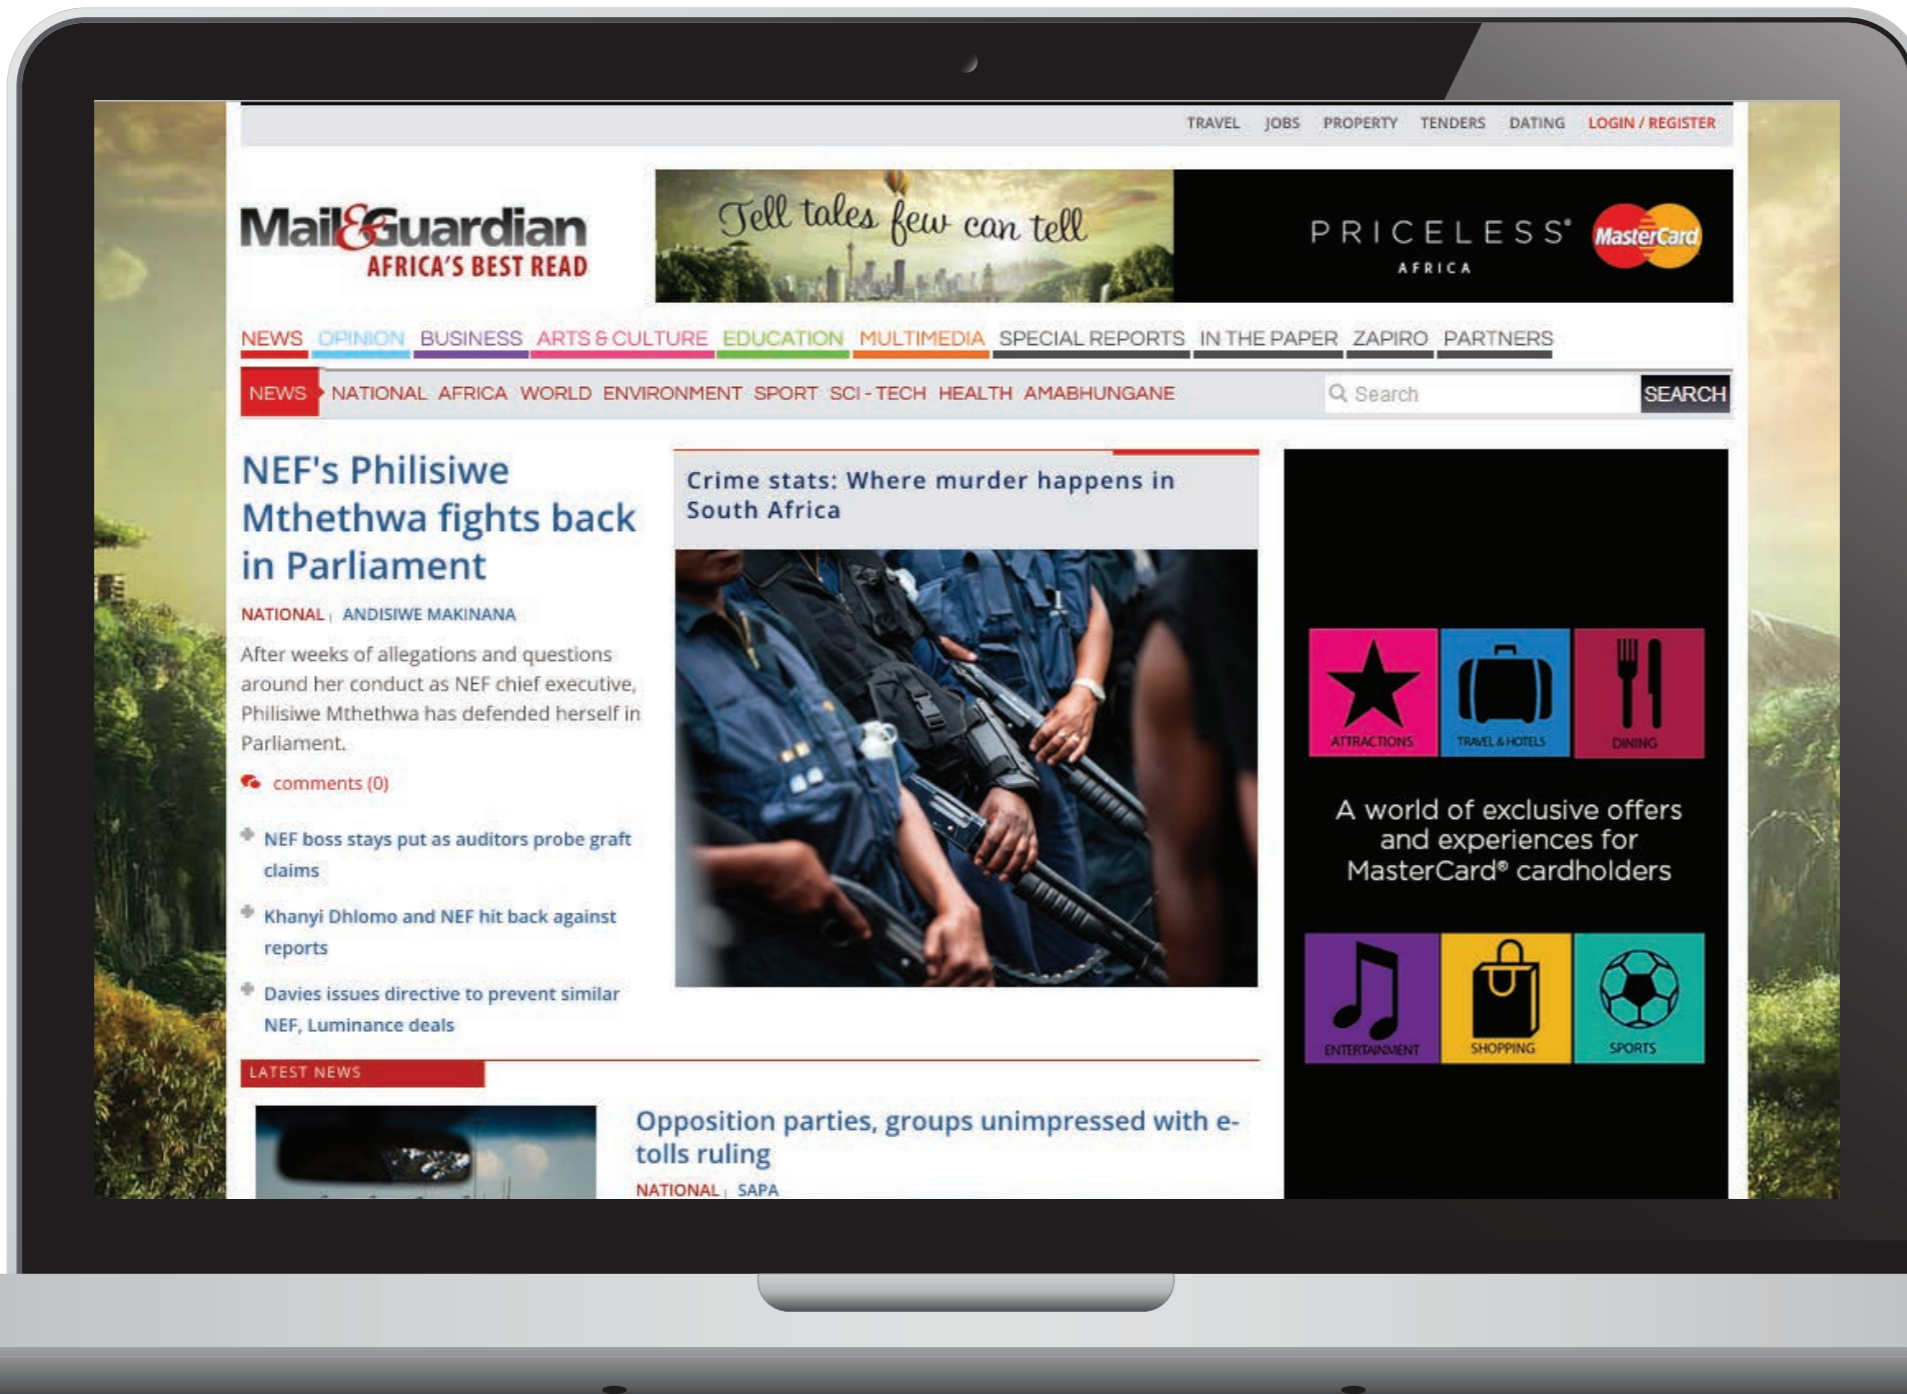 TRAVEL JOBS PROPERTY TENDERS DATING LOGIN / REGISTER
Mail&Guardian
AFRICA'S BEST READ
Tell tales few can tell
PRICELESS®
AFRICA
MasterCard
NEWS OPINION BUSINESS ARTS & CULTURE EDUCATION MULTIMEDIA SPECIAL REPORTS IN THE PAPER ZAPIRO PARTNERS
NEWS NATIONAL AFRICA WORLD ENVIRONMENT SPORT SCI - TECH HEALTH AMABHUNGANE Search SEARCH
NEF's Philisiwe
Mthethwa fights back
in Parliament
NATIONAL | ANDISIWE MAKINANA
After weeks of allegations and questions
around her conduct as NEF chief executive,
Philisiwe Mthethwa has defended herself in
Parliament.
comments (0)
NEF boss stays put as auditors probe graft
claims
Khanyi Dhlomo and NEF hit back against
reports
Davies issues directive to prevent similar
NEF, Luminance deals
Crime stats: Where murder happens in
South Africa
ATTRACTIONS TRAVEL & HOTELS DINING
A world of exclusive offers
and experiences for
MasterCard® cardholders
ENTERTAINMENT SHOPPING SPORTS
LATEST NEWS
Opposition parties, groups unimpressed with e-
tolls ruling
NATIONAL | SAPA